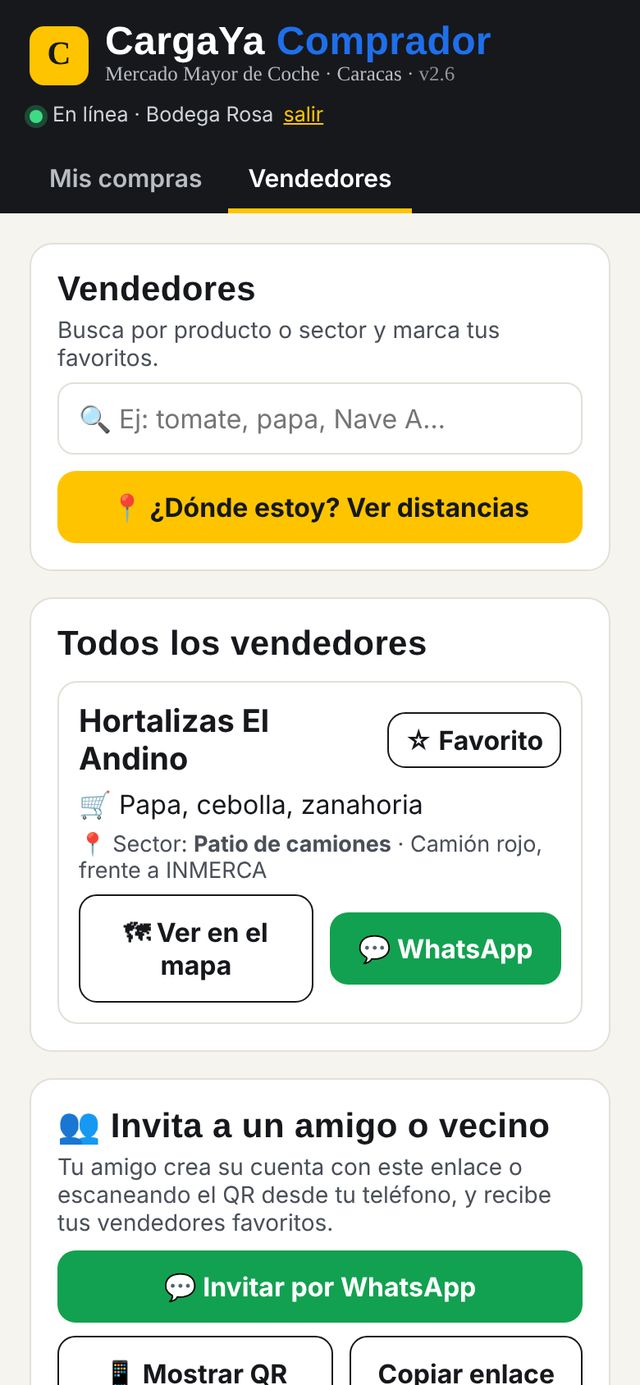 C
CargaYa Comprador
Mercado Mayor de Coche · Caracas · v2.6
En línea · Bodega Rosa salir
Mis compras Vendedores
Vendedores
Busca por producto o sector y marca tus
favoritos.
🔍 Ej: tomate, papa, Nave A...
📍 ¿Dónde estoy? Ver distancias
Todos los vendedores
Hortalizas El
Andino
☆ Favorito
🛒 Papa, cebolla, zanahoria
📍 Sector: Patio de camiones · Camión rojo,
frente a INMERCA
🗺 Ver en el
mapa
💬 WhatsApp
👥 Invita a un amigo o vecino
Tu amigo crea su cuenta con este enlace o
escaneando el QR desde tu teléfono, y recibe
tus vendedores favoritos.
💬 Invitar por WhatsApp
📱 Mostrar QR
Copiar enlace